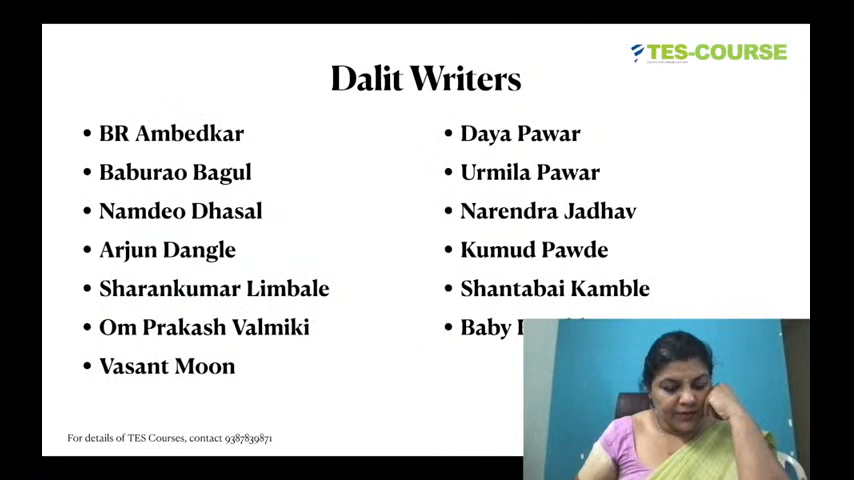 TES-COURSE
Dalit Writers
• BR Ambedkar
• Baburao Bagul
• Namdeo Dhasal
• Arjun Dangle
• Sharankumar Limbale
• Om Prakash Valmiki
• Vasant Moon
• Daya Pawar
• Urmila Pawar
• Narendra Jadhav
• Kumud Pawde
• Shantabai Kamble
• Baby
For details of TES Courses, contact 9387839871